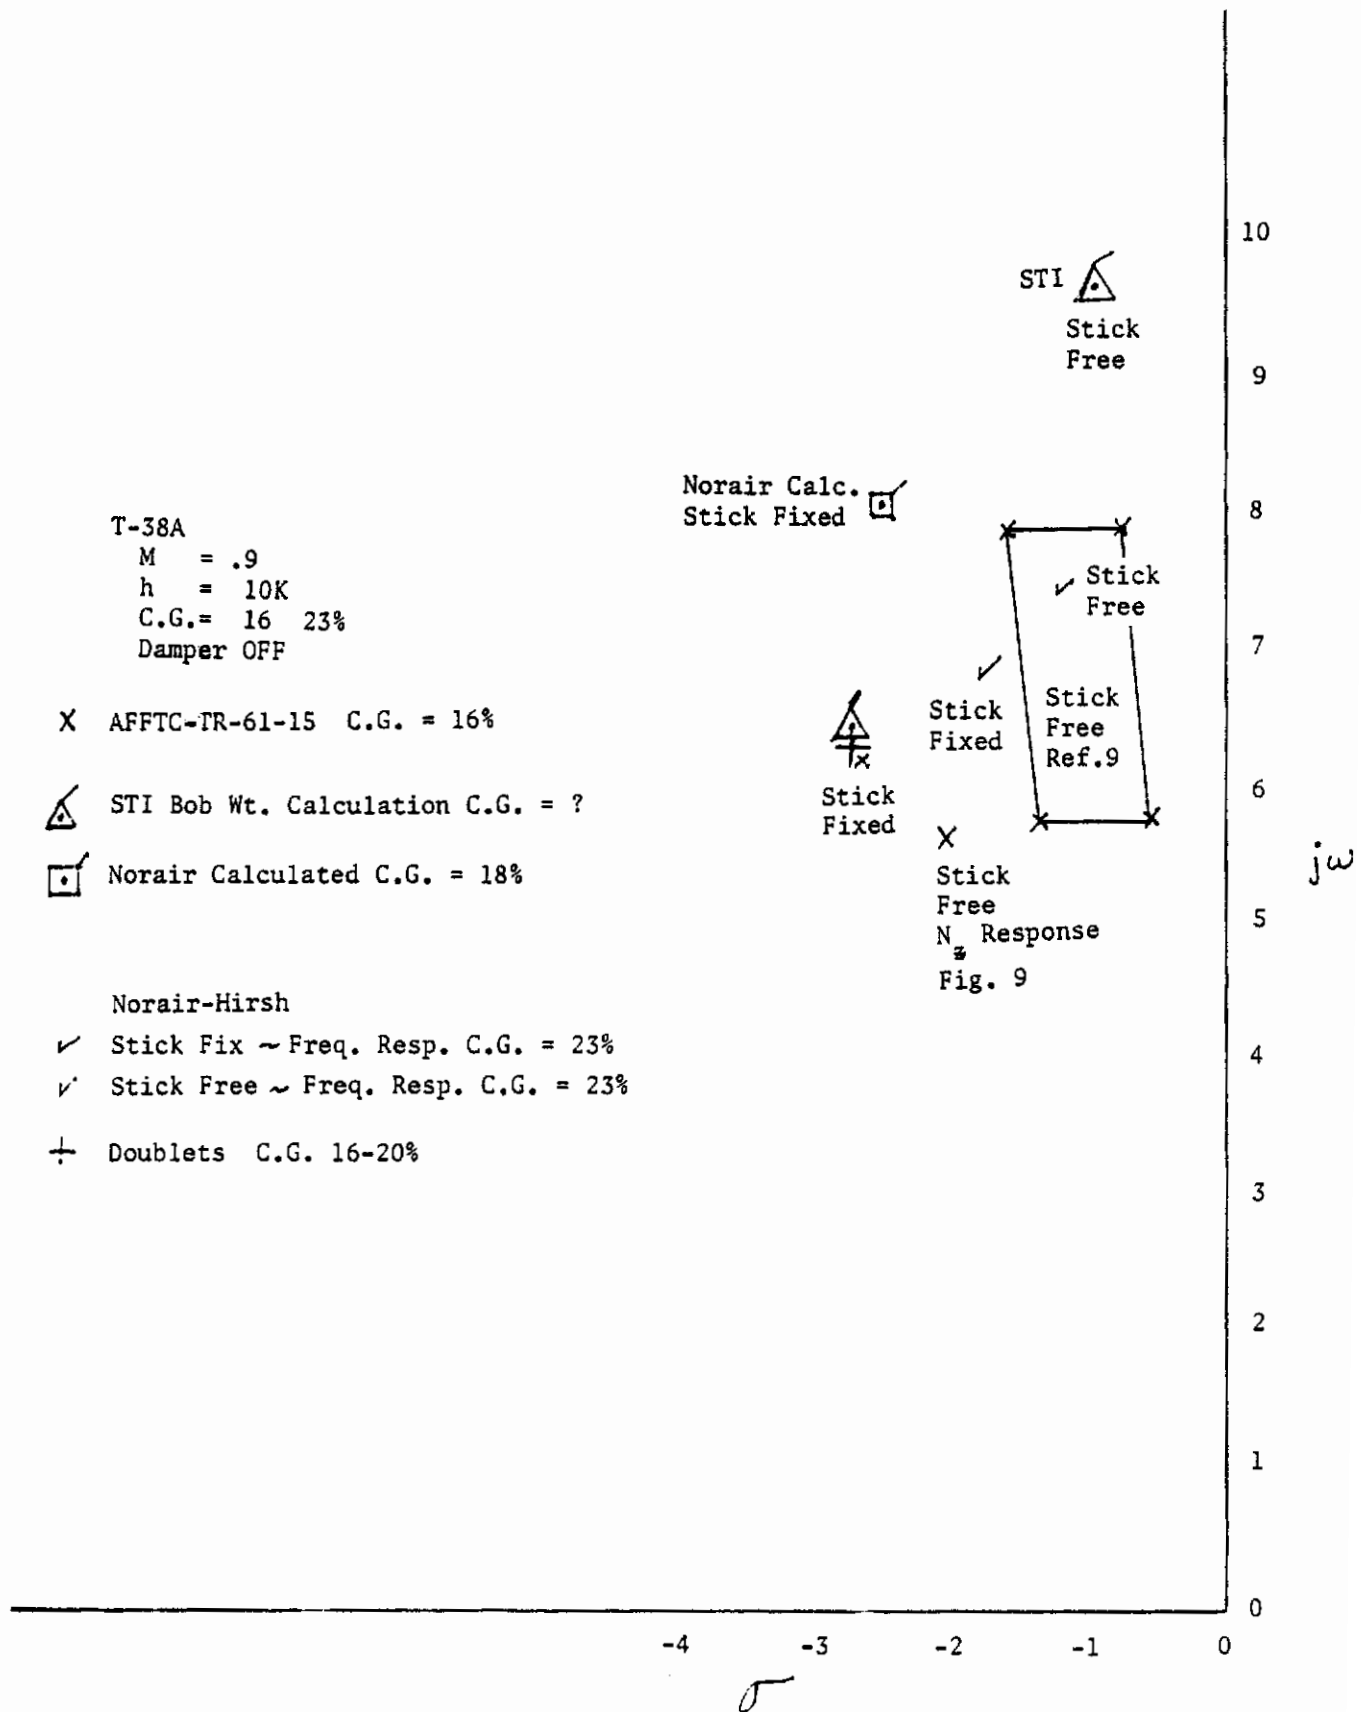 10
STI
Stick
Free
9
Norair Calc.
Stick Fixed
8
T-38A
M = .9
h = 10K
C.G.= 16 23%
Damper OFF
Stick
Free
7
X AFFTC-TR-61-15 C.G. = 16%
Stick
Fixed
Stick
Free
Ref.9
x
STI Bob Wt. Calculation C.G. = ?
Stick
Fixed
6
X
jω
Norair Calculated C.G. = 18%
Stick
Free
Nz Response
Fig. 9
5
Norair-Hirsh
✓ Stick Fix ~ Freq. Resp. C.G. = 23%
✓ Stick Free ~ Freq. Resp. C.G. = 23%
4
Doublets C.G. 16-20%
3
2
1
0
-4 -3 -2 -1 0
σ